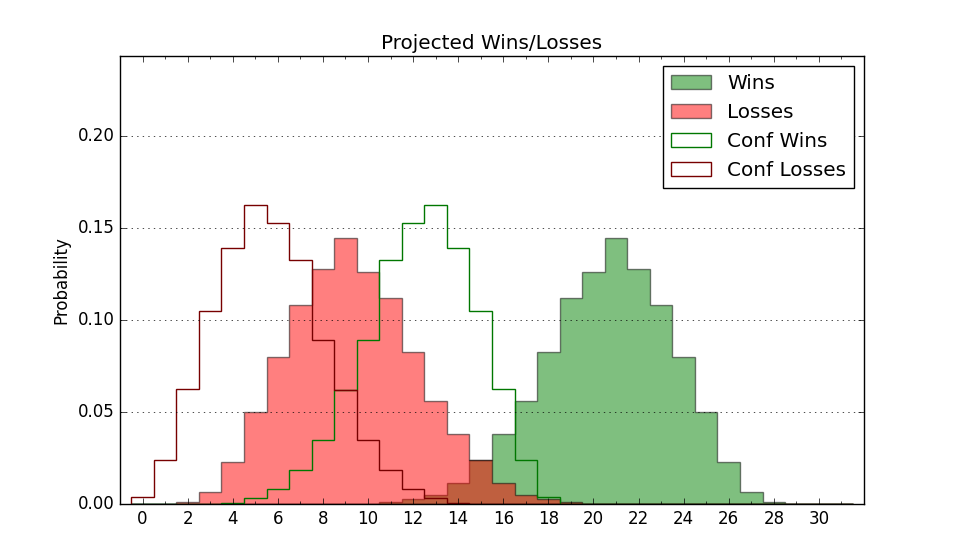 Projected Wins/Losses
Wins
Losses
Conf Wins
Conf Losses
Probability
0.20
0.15
0.10
0.05
0.00
0 2 4 6 8 10 12 14 16 18 20 22 24 26 28 30